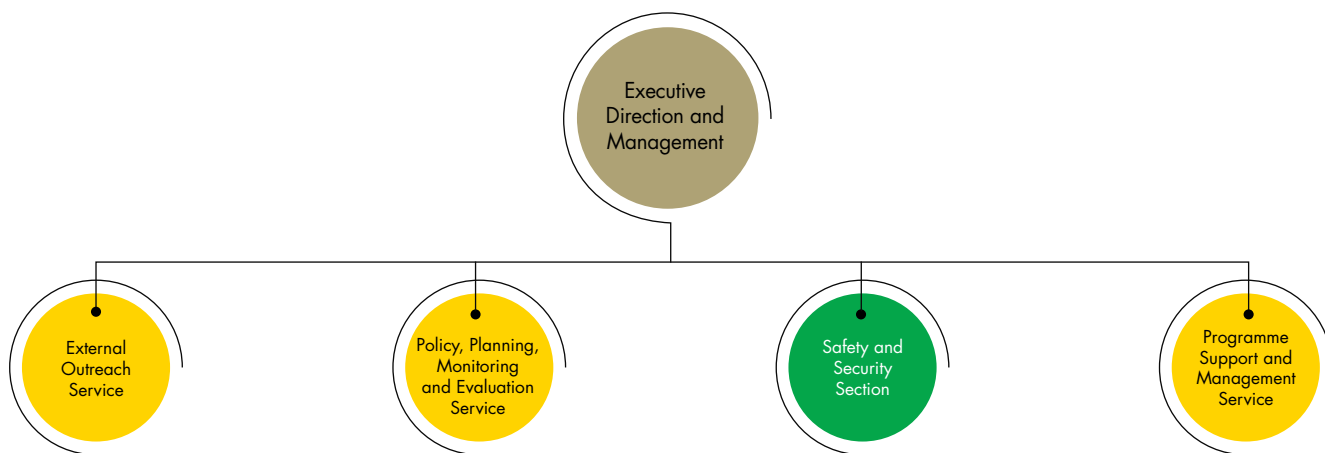 Executive
Direction and
Management
External
Outreach
Service
Policy, Planning,
Monitoring
and Evaluation
Service
Safety and
Security
Section
Programme
Support and
Management
Service